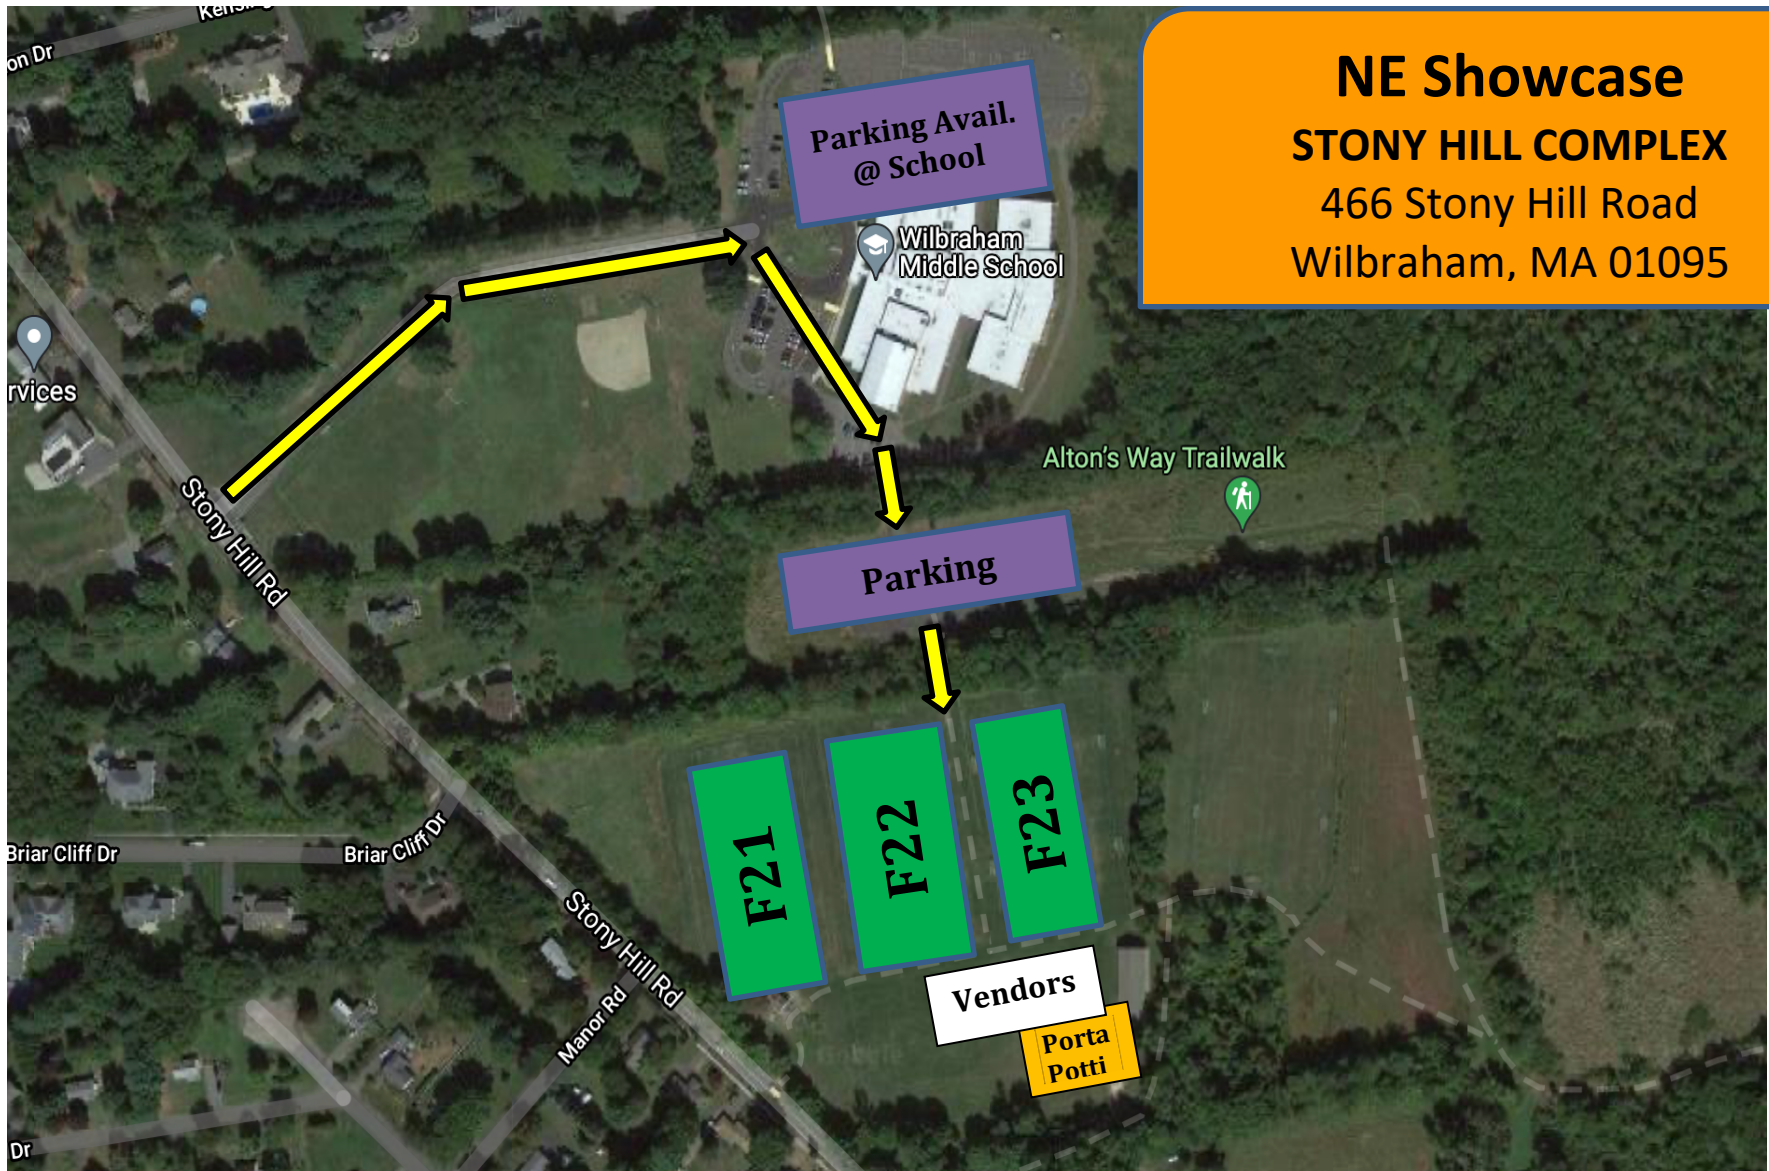 Kensing
on Dr
NE Showcase
STONY HILL COMPLEX
466 Stony Hill Road
Wilbraham, MA 01095
Parking Avail.
@ School
Wilbraham
Middle School
rvices
Alton's Way Trailwalk
Stony Hill Rd
Parking
F21
F22
F23
Briar Cliff Dr
Briar Cliff Dr
Stony Hill Rd
Vendors
Manor Rd
Porta
Potti
Dr